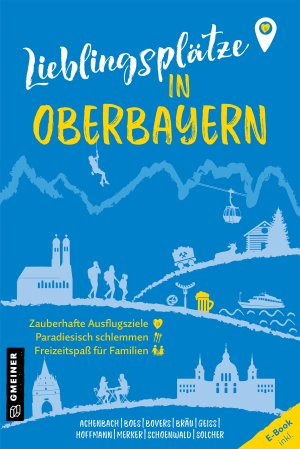 Lieblingsplätze
IN
OBERBAYERN
Zauberhafte Ausflugsziele
Paradiesisch schlemmen
Freizeitspaß für Familien
ACHENBACH | BOES | BOVERS | BRÄU | GEISS |
HOFFMANN | MERKER | SCHOENWALD | SOLCHER
GMEINER
E-Book
inkl.